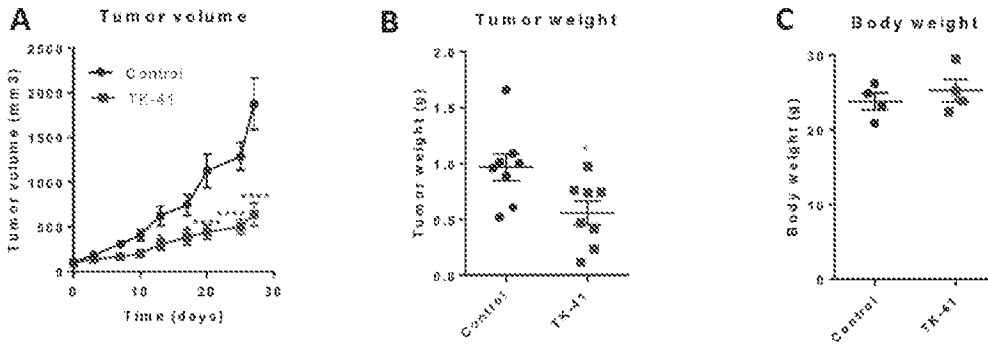 A
Tumor volume
Tumor volume (mm3)
2500
2000
1500
1000
500
0
Control
TK-41
****
****
****
0
10
20
30
Time (days)
B
Tumor weight
Tumor weight (g)
2.0
1.5
1.0
0.5
0.0
*
Control
TK-41
C
Body weight
Body weight (g)
30
20
10
0
Control
TK-41